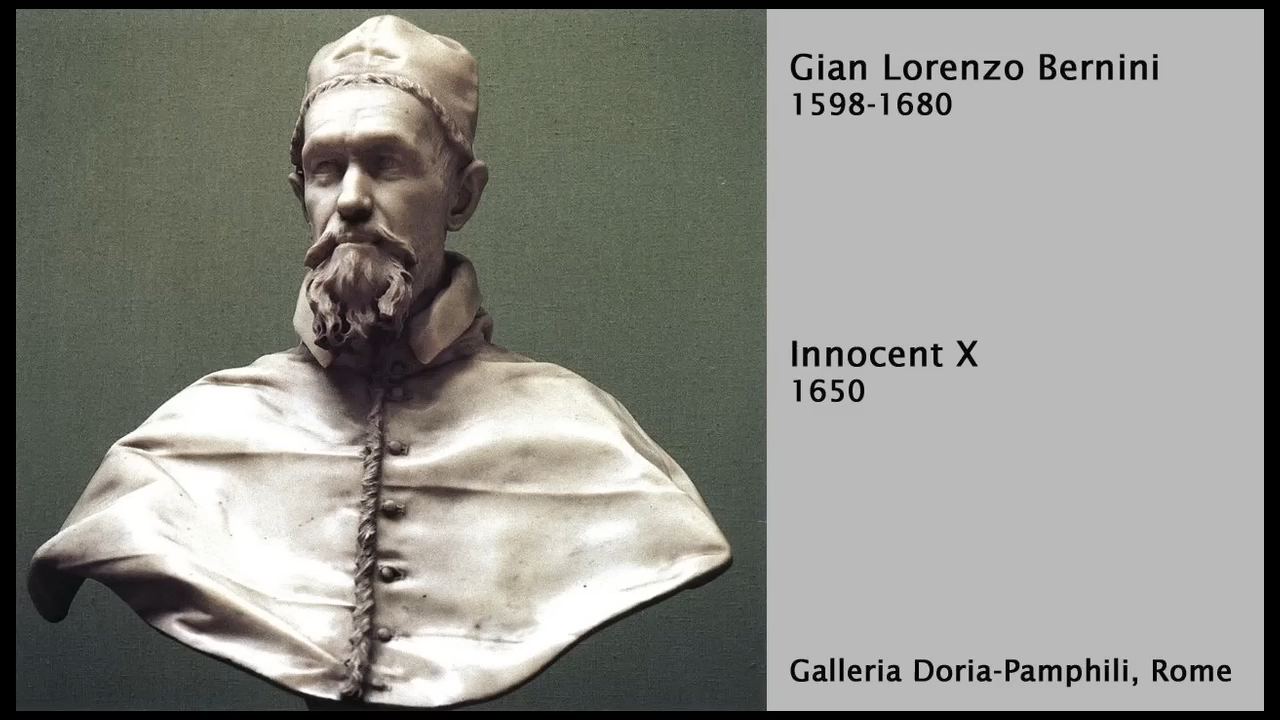 Gian Lorenzo Bernini
1598-1680
Innocent X
1650
Galleria Doria-Pamphili, Rome